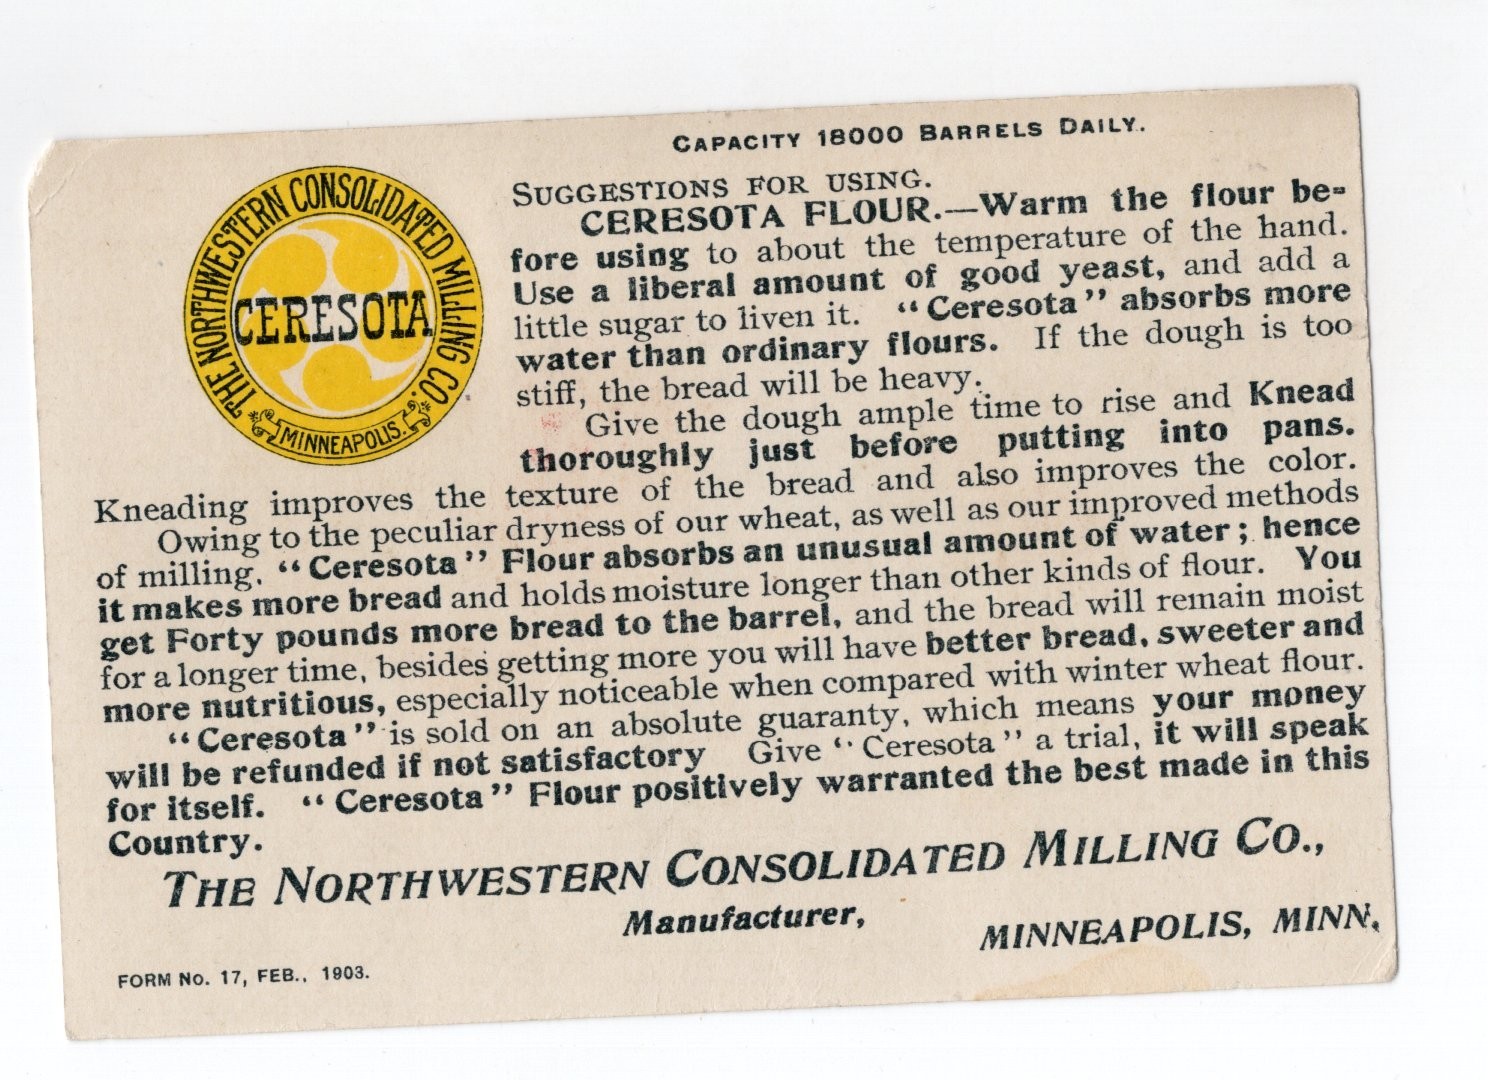 CAPACITY 18000 BARRELS DAILY.
THE NORTHWESTERN CONSOLIDATED MILLING CO.
CERESOTA
MINNEAPOLIS.
SUGGESTIONS FOR USING.
CERESOTA FLOUR.—Warm the flour be-
fore using to about the temperature of the hand.
Use a liberal amount of good yeast, and add a
little sugar to liven it. “Ceresota” absorbs more
water than ordinary flours. If the dough is too
stiff, the bread will be heavy.
Give the dough ample time to rise and Knead
thoroughly just before putting into pans.
Kneading improves the texture of the bread and also improves the color.
Owing to the peculiar dryness of our wheat, as well as our improved methods
of milling. “Ceresota” Flour absorbs an unusual amount of water; hence
it makes more bread and holds moisture longer than other kinds of flour. You
get Forty pounds more bread to the barrel, and the bread will remain moist
for a longer time, besides getting more you will have better bread, sweeter and
more nutritious, especially noticeable when compared with winter wheat flour.
“Ceresota” is sold on an absolute guaranty, which means your money
will be refunded if not satisfactory Give “Ceresota” a trial, it will speak
for itself. “Ceresota” Flour positively warranted the best made in this
Country.
THE NORTHWESTERN CONSOLIDATED MILLING CO.,
Manufacturer,
MINNEAPOLIS, MINN.
FORM No. 17, FEB., 1903.